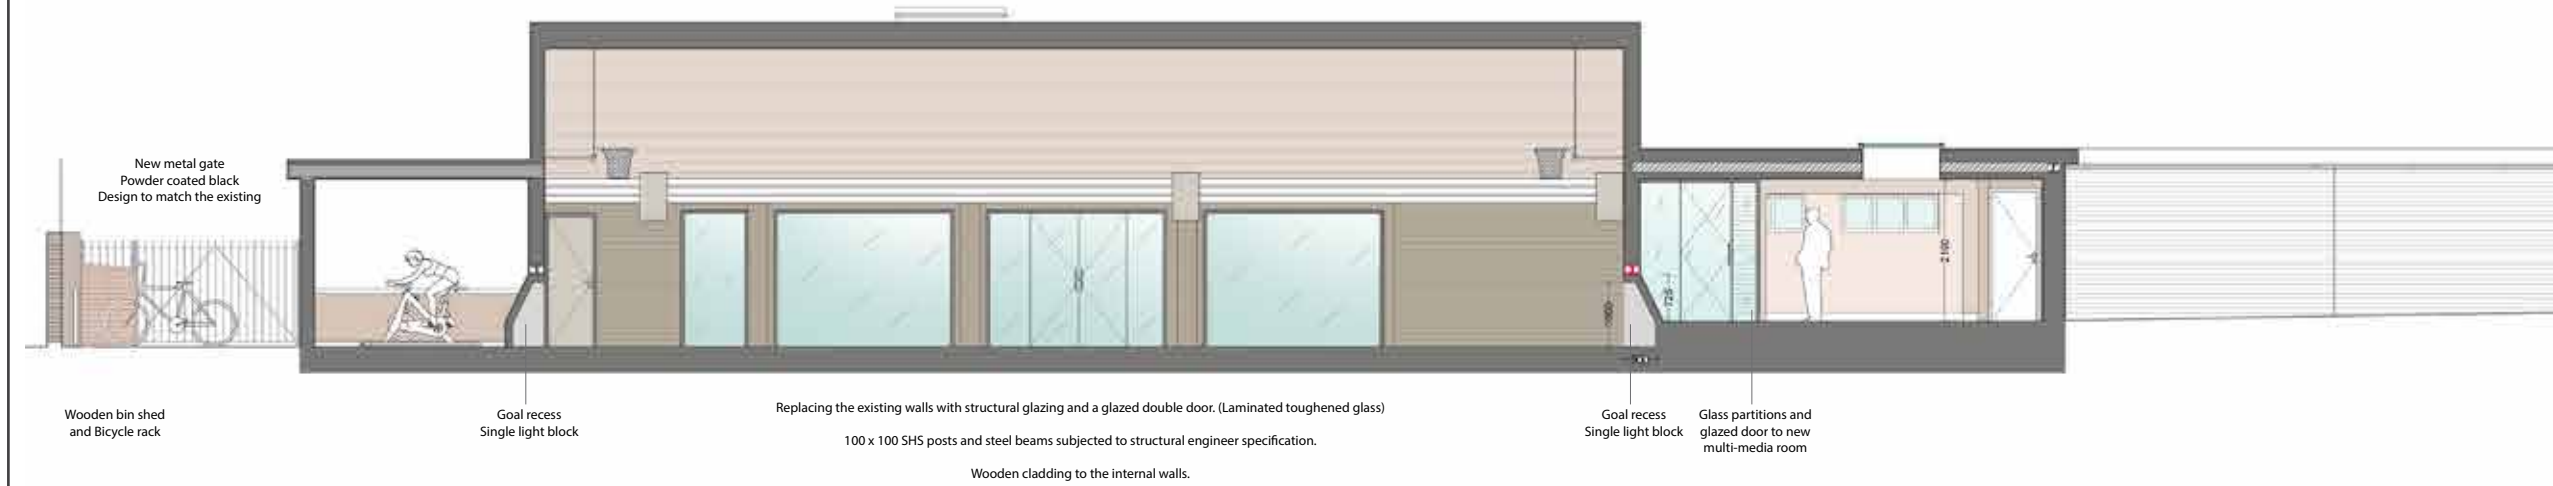 New metal gate
Powder coated black
Design to match the existing
2100
Wooden bin shed
and Bicycle rack
Goal recess
Single light block
Replacing the existing walls with structural glazing and a glazed double door. (Laminated toughened glass)
100 x 100 SHS posts and steel beams subjected to structural engineer specification.
Wooden cladding to the internal walls.
Goal recess
Single light block
Glass partitions and
glazed door to new
multi-media room